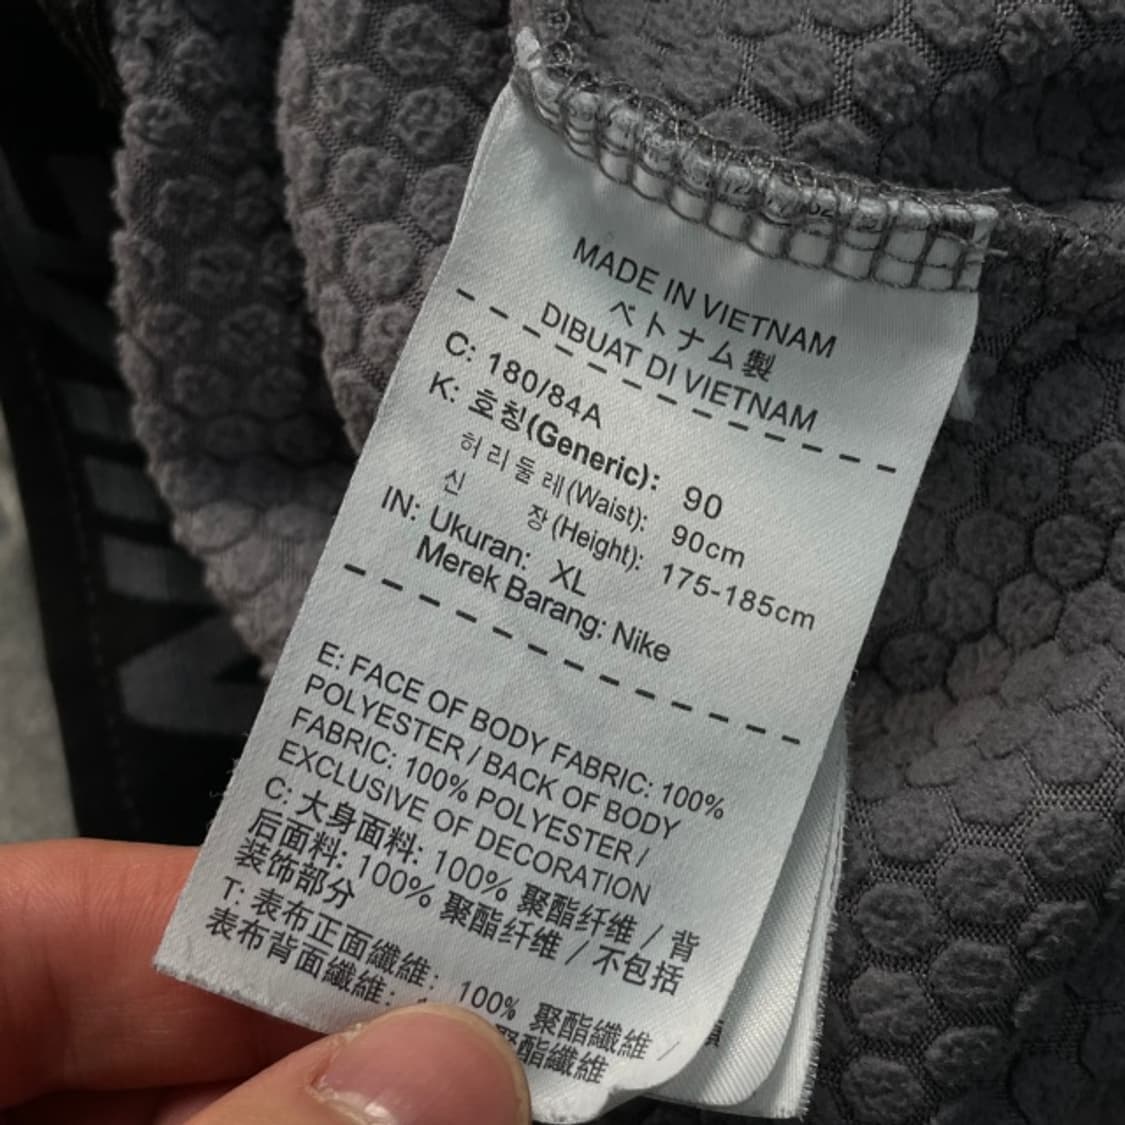 MADE IN VIETNAM
ベトナム製
DIBUAT DI VIETNAM
C: 180/84A
K: 호칭(Generic): 90
허리둘레(Waist): 90cm
신 장(Height): 175-185cm
IN: Ukuran: XL
Merek Barang: Nike
E: FACE OF BODY FABRIC: 100%
POLYESTER / BACK OF BODY
FABRIC: 100% POLYESTER /
EXCLUSIVE OF DECORATION
C: 大身面料: 100% 聚酯纤维 / 背
后面料: 100% 聚酯纤维 / 不包括
装饰部分
T: 表布正面纖維: 100% 聚酯纖維 /
表布背面纖維: 聚酯纖維